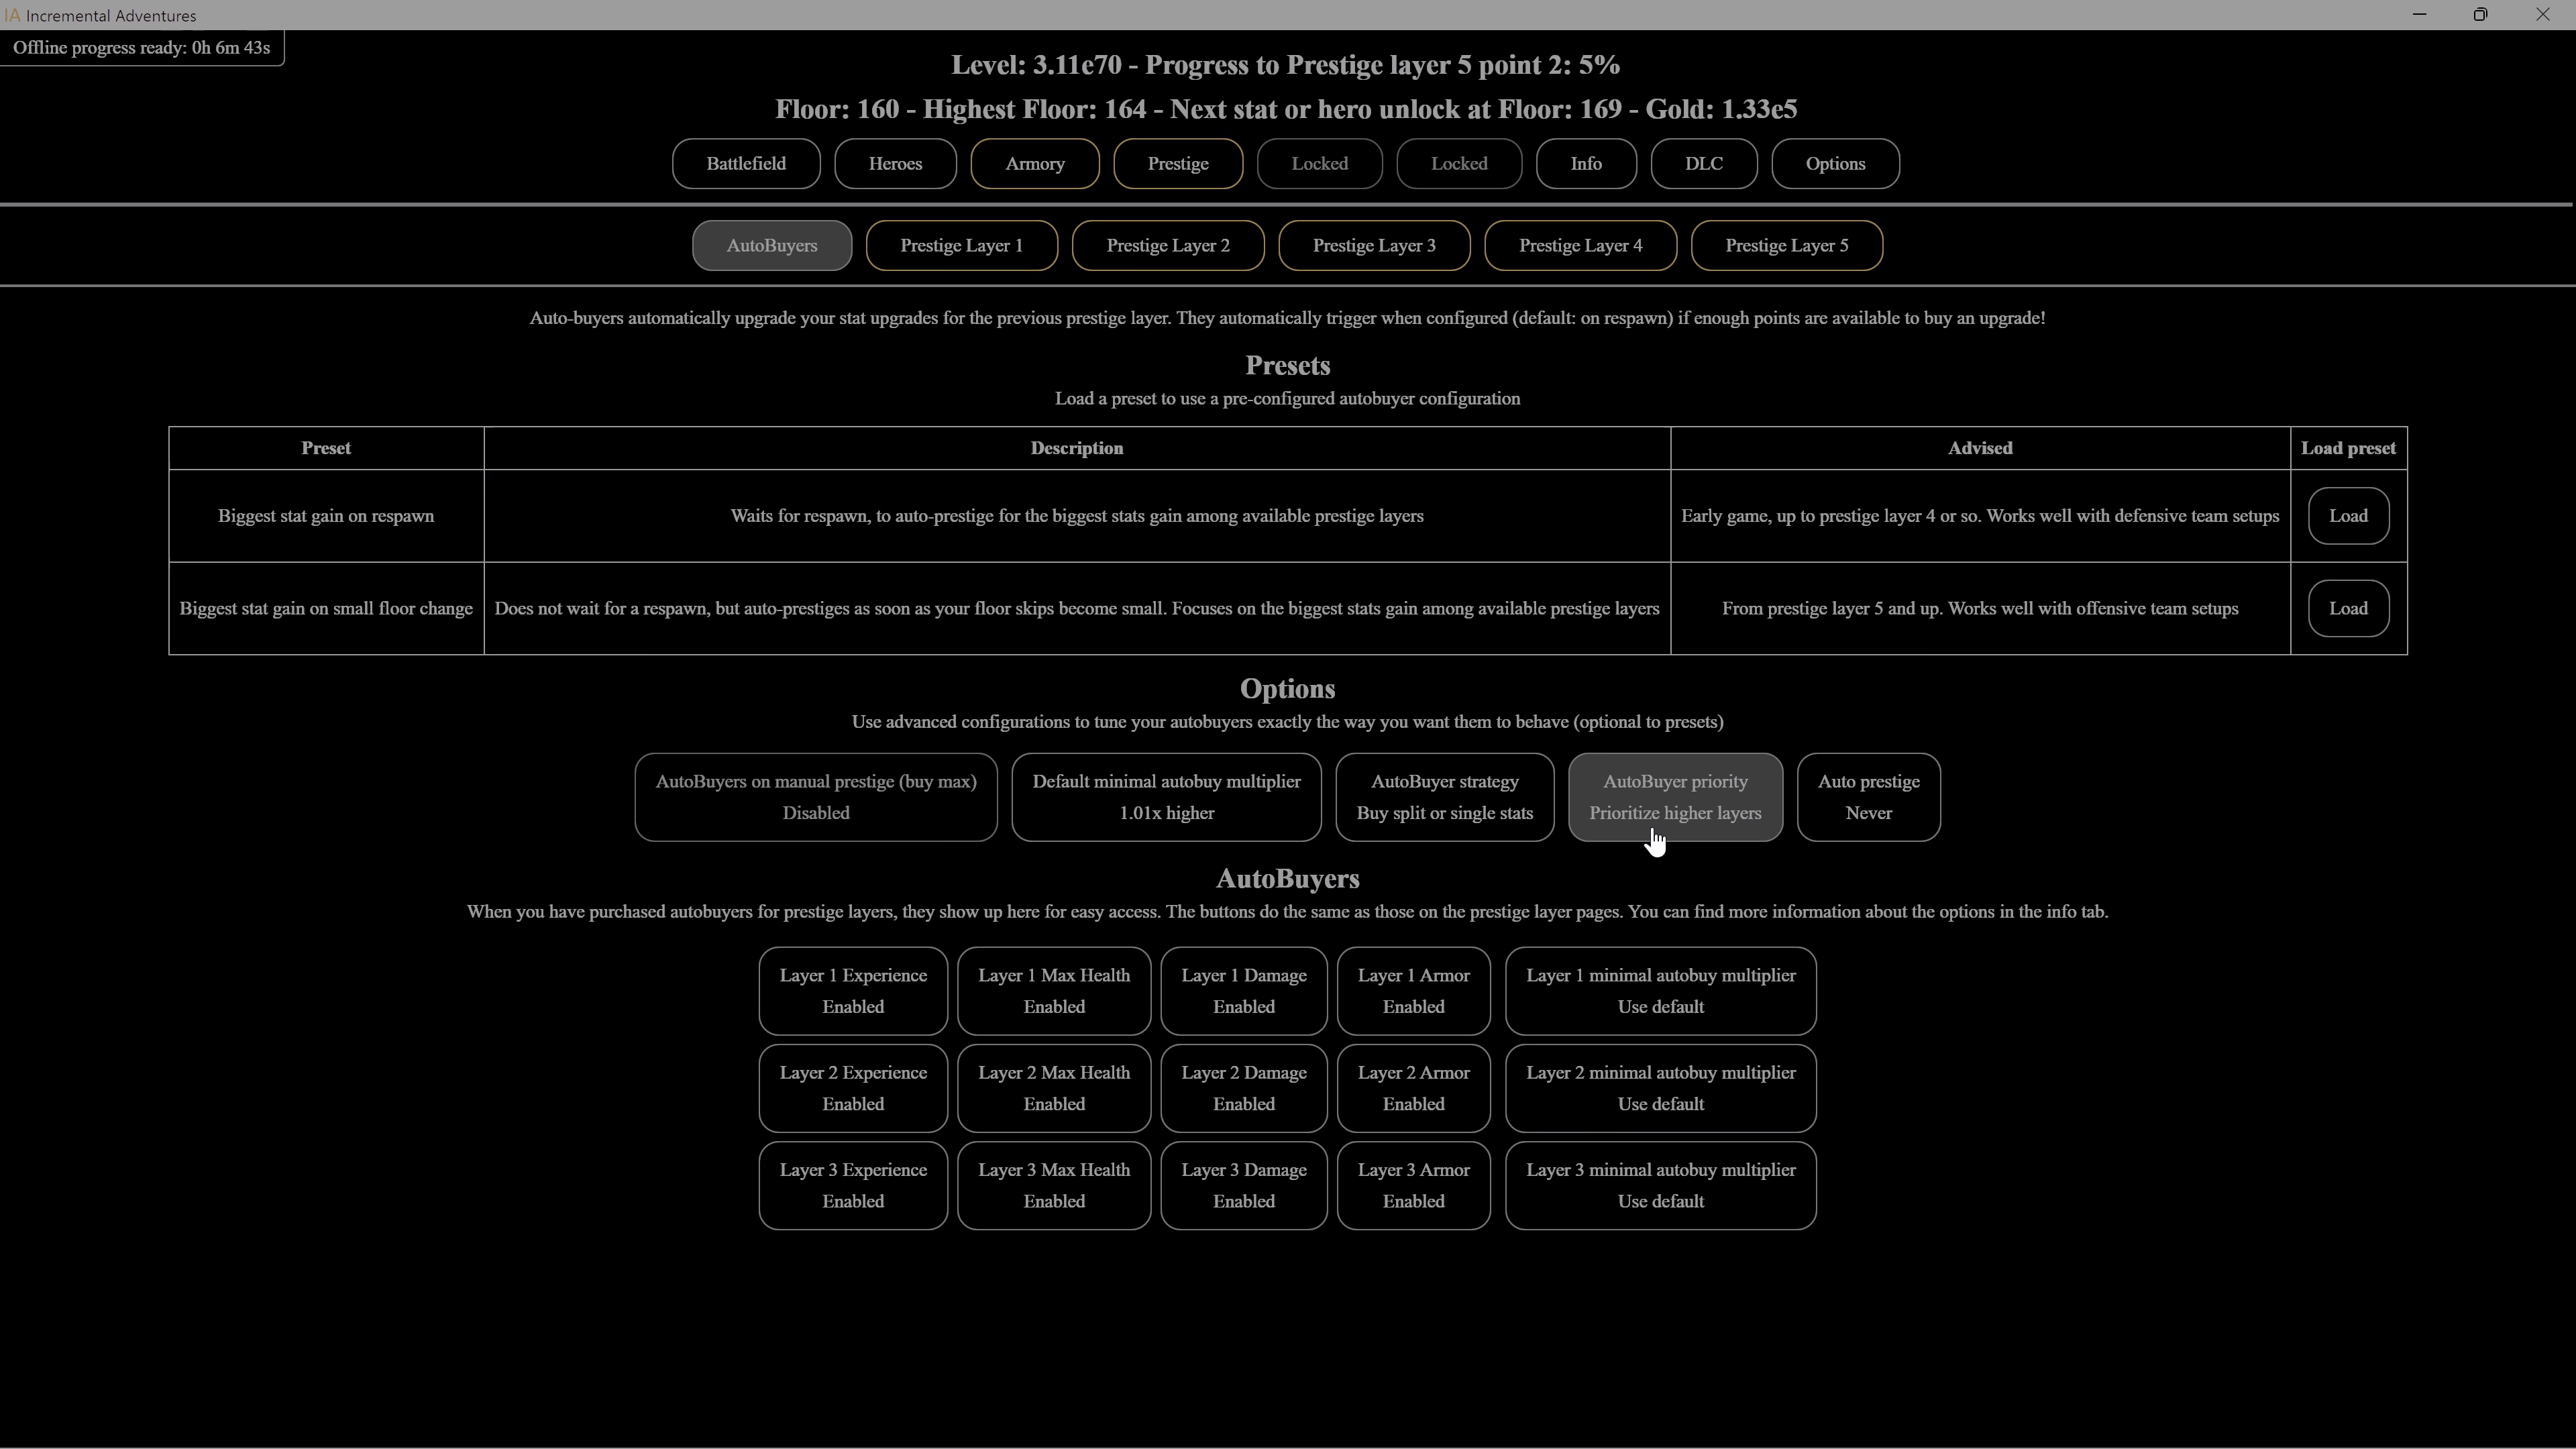 IA Incremental Adventures
Offline progress ready: 0h 6m 43s
Level: 3.11e70 - Progress to Prestige layer 5 point 2: 5%
Floor: 160 - Highest Floor: 164 - Next stat or hero unlock at Floor: 169 - Gold: 1.33e5
Battlefield Heroes Armory Prestige Locked Locked Info DLC Options
AutoBuyers Prestige Layer 1 Prestige Layer 2 Prestige Layer 3 Prestige Layer 4 Prestige Layer 5
Auto-buyers automatically upgrade your stat upgrades for the previous prestige layer. They automatically trigger when configured (default: on respawn) if enough points are available to buy an upgrade!
Presets
Load a preset to use a pre-configured autobuyer configuration
Preset Description Advised Load preset
Biggest stat gain on respawn Waits for respawn, to auto-prestige for the biggest stats gain among available prestige layers Early game, up to prestige layer 4 or so. Works well with defensive team setups Load
Biggest stat gain on small floor change Does not wait for a respawn, but auto-prestiges as soon as your floor skips become small. Focuses on the biggest stats gain among available prestige layers From prestige layer 5 and up. Works well with offensive team setups Load
Options
Use advanced configurations to tune your autobuyers exactly the way you want them to behave (optional to presets)
AutoBuyers on manual prestige (buy max) Default minimal autobuy multiplier AutoBuyer strategy AutoBuyer priority Auto prestige
Disabled 1.01x higher Buy split or single stats Prioritize higher layers Never
AutoBuyers
When you have purchased autobuyers for prestige layers, they show up here for easy access. The buttons do the same as those on the prestige layer pages. You can find more information about the options in the info tab.
Layer 1 Experience Layer 1 Max Health Layer 1 Damage Layer 1 Armor Layer 1 minimal autobuy multiplier
Enabled Enabled Enabled Enabled Use default
Layer 2 Experience Layer 2 Max Health Layer 2 Damage Layer 2 Armor Layer 2 minimal autobuy multiplier
Enabled Enabled Enabled Enabled Use default
Layer 3 Experience Layer 3 Max Health Layer 3 Damage Layer 3 Armor Layer 3 minimal autobuy multiplier
Enabled Enabled Enabled Enabled Use default